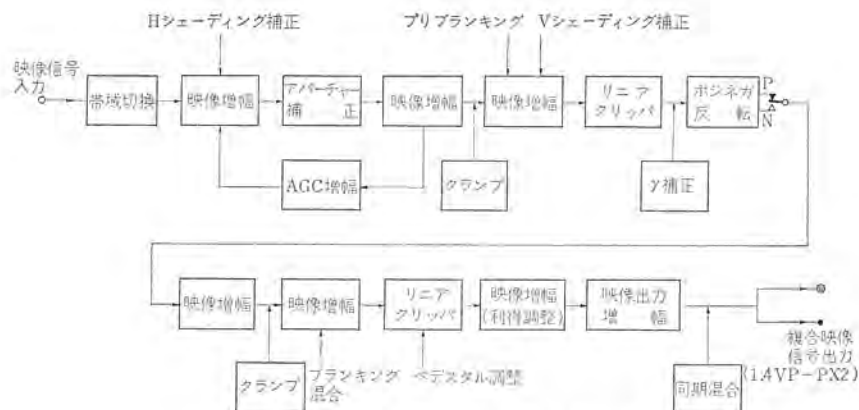 Hシェーディング補正
プリブランキング Vシェーディング補正
映像信号
入力
帯域切換
映像増幅
アパーチャー
補正
映像増幅
映像増幅
リニア
クリッパ
ポジネガ
反転
P
N
AGC増幅
クランプ
γ補正
映像増幅
映像増幅
リニア
クリッパ
映像増幅
(利得調整)
映像出力
増幅
複合映像
信号出力
(1.4VP-PX2)
クランプ
ブランキング
混合
ペデスタル調整
同期混合